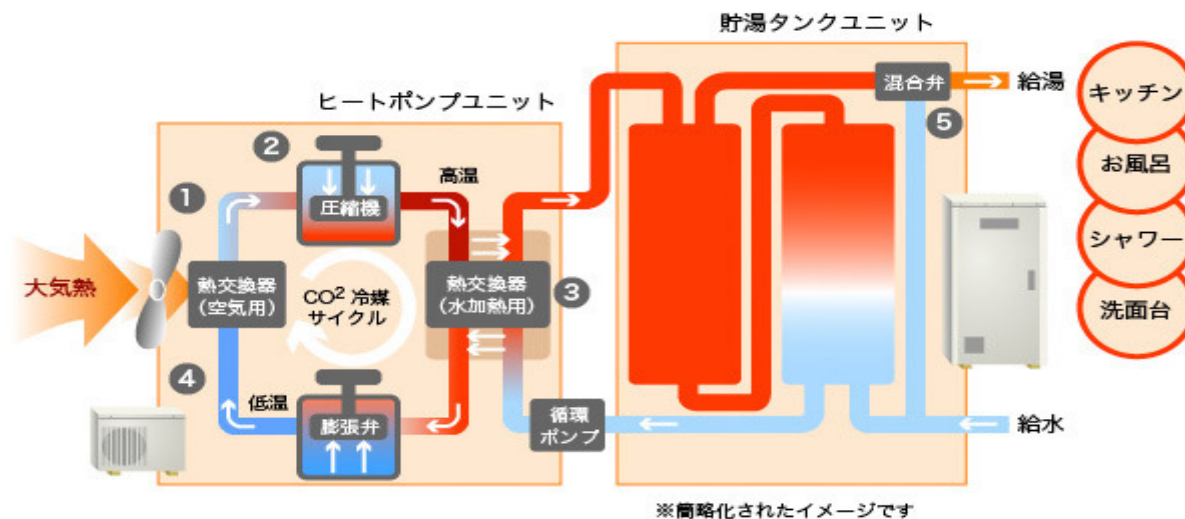 貯湯タンクユニット
ヒートポンプユニット
混合弁
給湯
キッチン
⑤
お風呂
シャワー
洗面台
②
①
圧縮機
高温
大気熱
熱交換器
(空気用)
CO² 冷媒
サイクル
熱交換器
(水加熱用)
③
④
低温
膨張弁
循環
ポンプ
給水
※簡略化されたイメージです